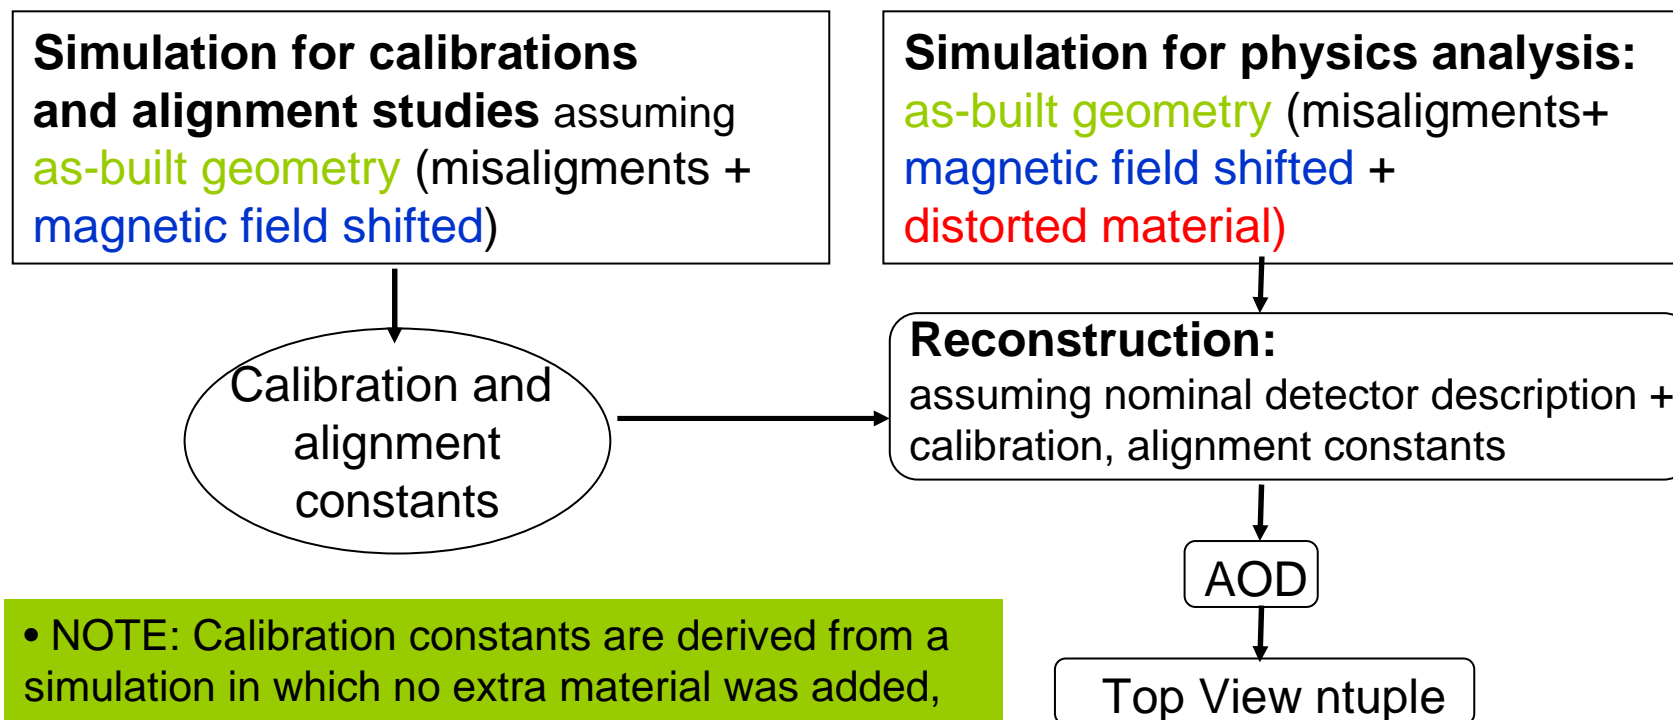 Simulation for calibrations
and alignment studies assuming
as-built geometry (misaligments +
magnetic field shifted)
Simulation for physics analysis:
as-built geometry (misaligments+
magnetic field shifted +
distorted material)
Calibration and
alignment
constants
Reconstruction:
assuming nominal detector description +
calibration, alignment constants
AOD
• NOTE: Calibration constants are derived from a
simulation in which no extra material was added,
Top View ntuple